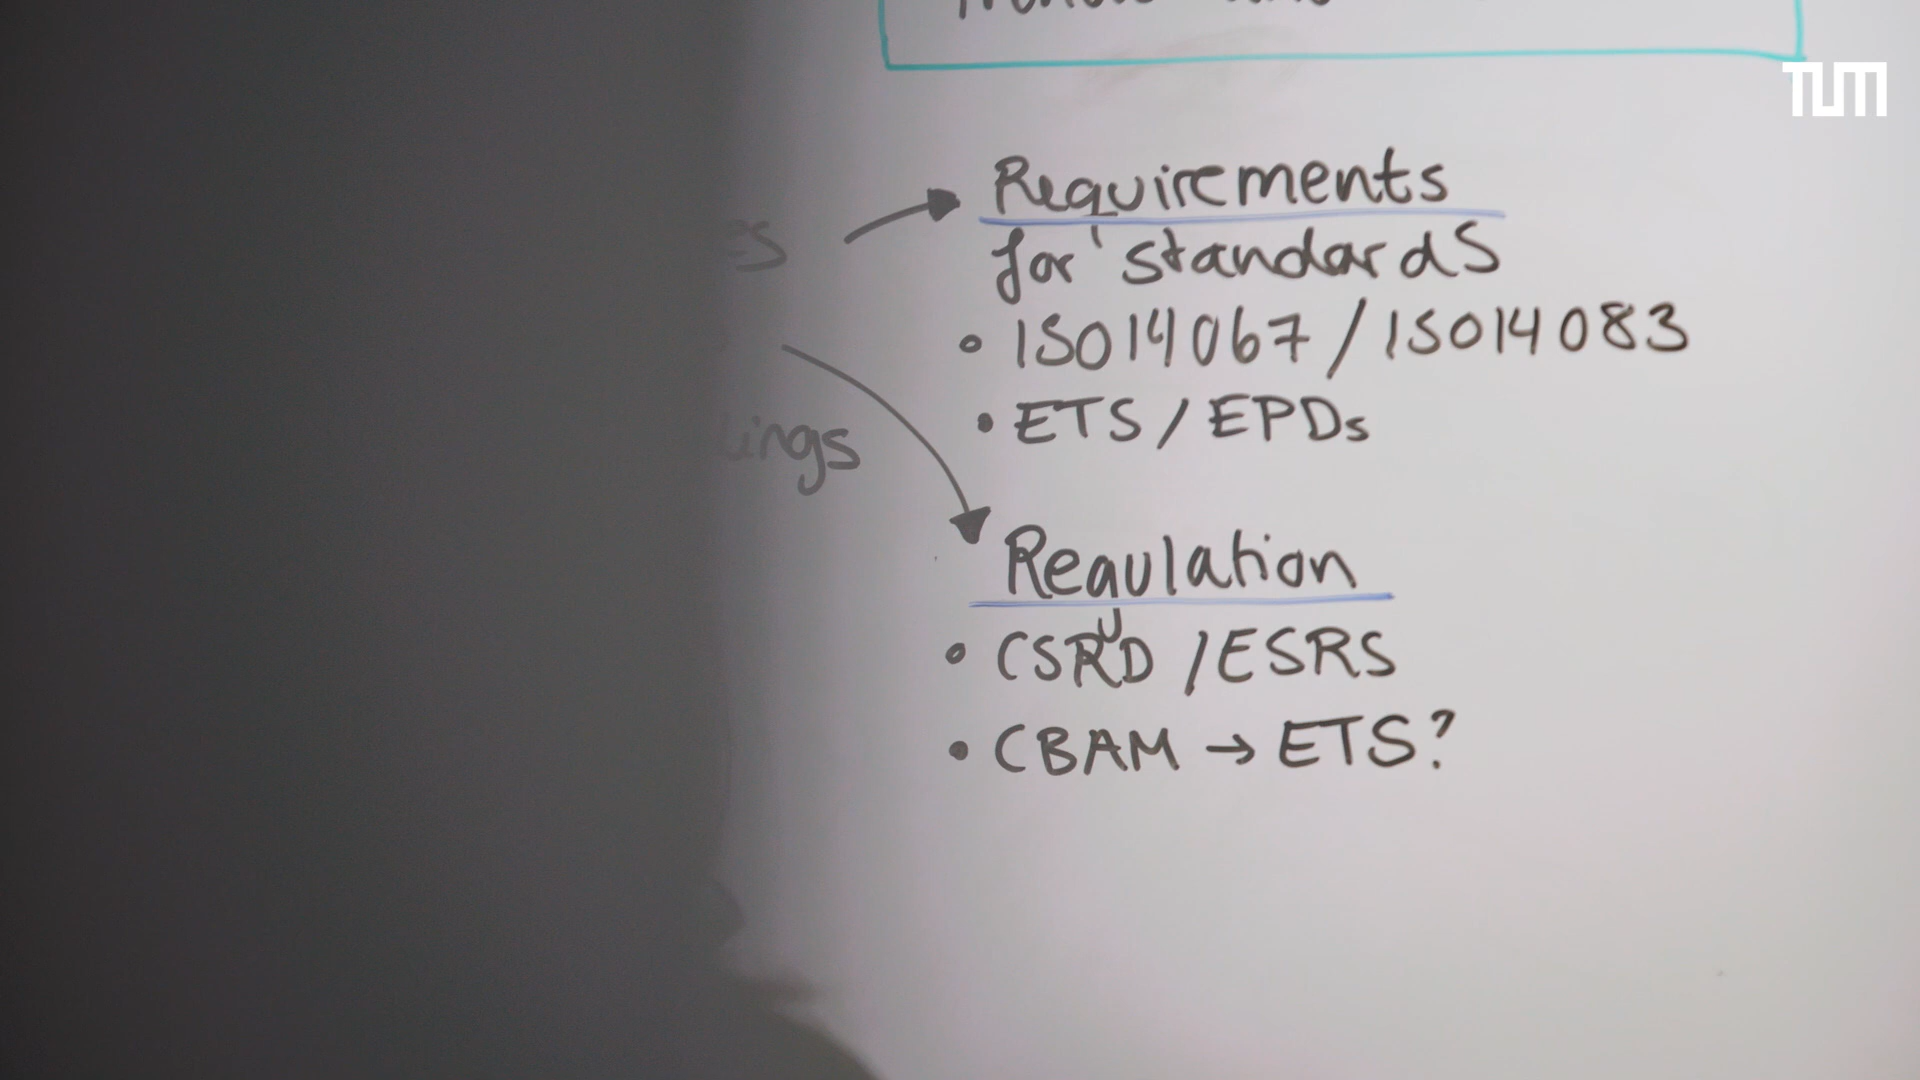 TUM
Requirements
for standards
• ISO14067 / ISO14083
• ETS / EPDs
Regulation
• CSRD / ESRS
• CBAM → ETS?